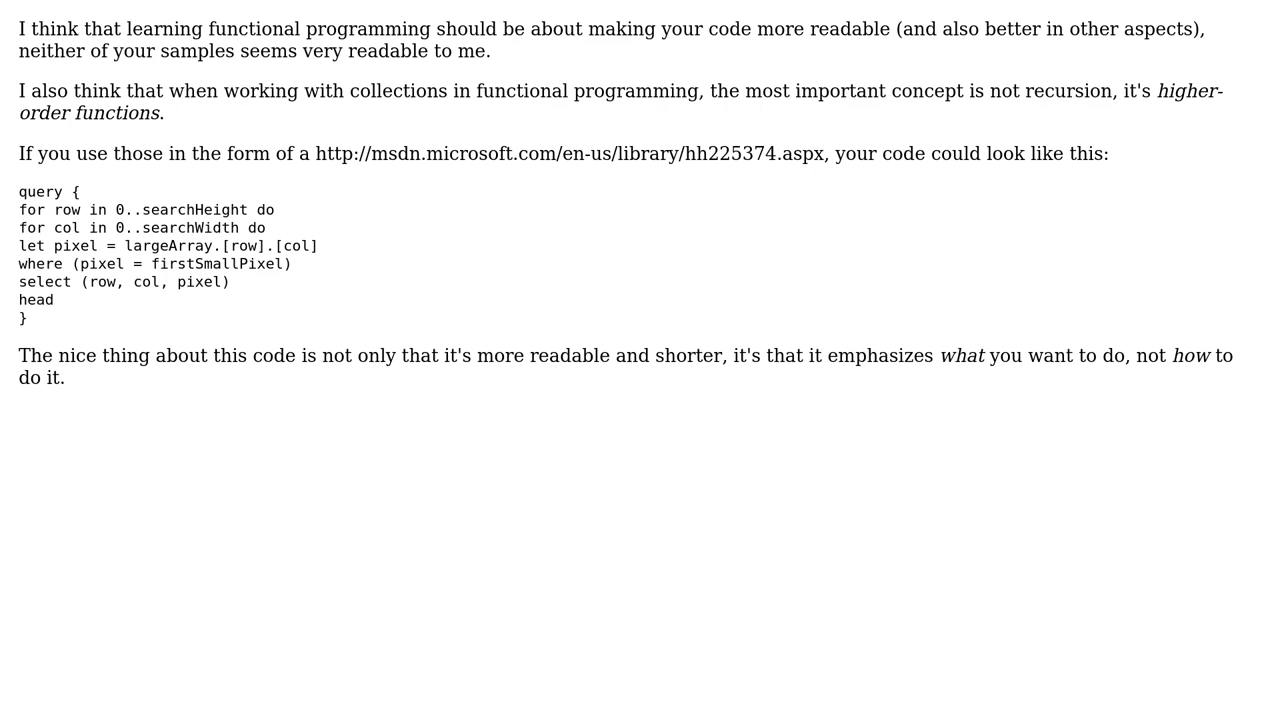 I think that learning functional programming should be about making your code more readable (and also better in other aspects),
neither of your samples seems very readable to me.
I also think that when working with collections in functional programming, the most important concept is not recursion, it's higher-
order functions.
If you use those in the form of a http://msdn.microsoft.com/en-us/library/hh225374.aspx, your code could look like this:
query {
for row in 0..searchHeight do
for col in 0..searchWidth do
let pixel = largeArray.[row].[col]
where (pixel = firstSmallPixel)
select (row, col, pixel)
head
}
The nice thing about this code is not only that it's more readable and shorter, it's that it emphasizes what you want to do, not how to
do it.